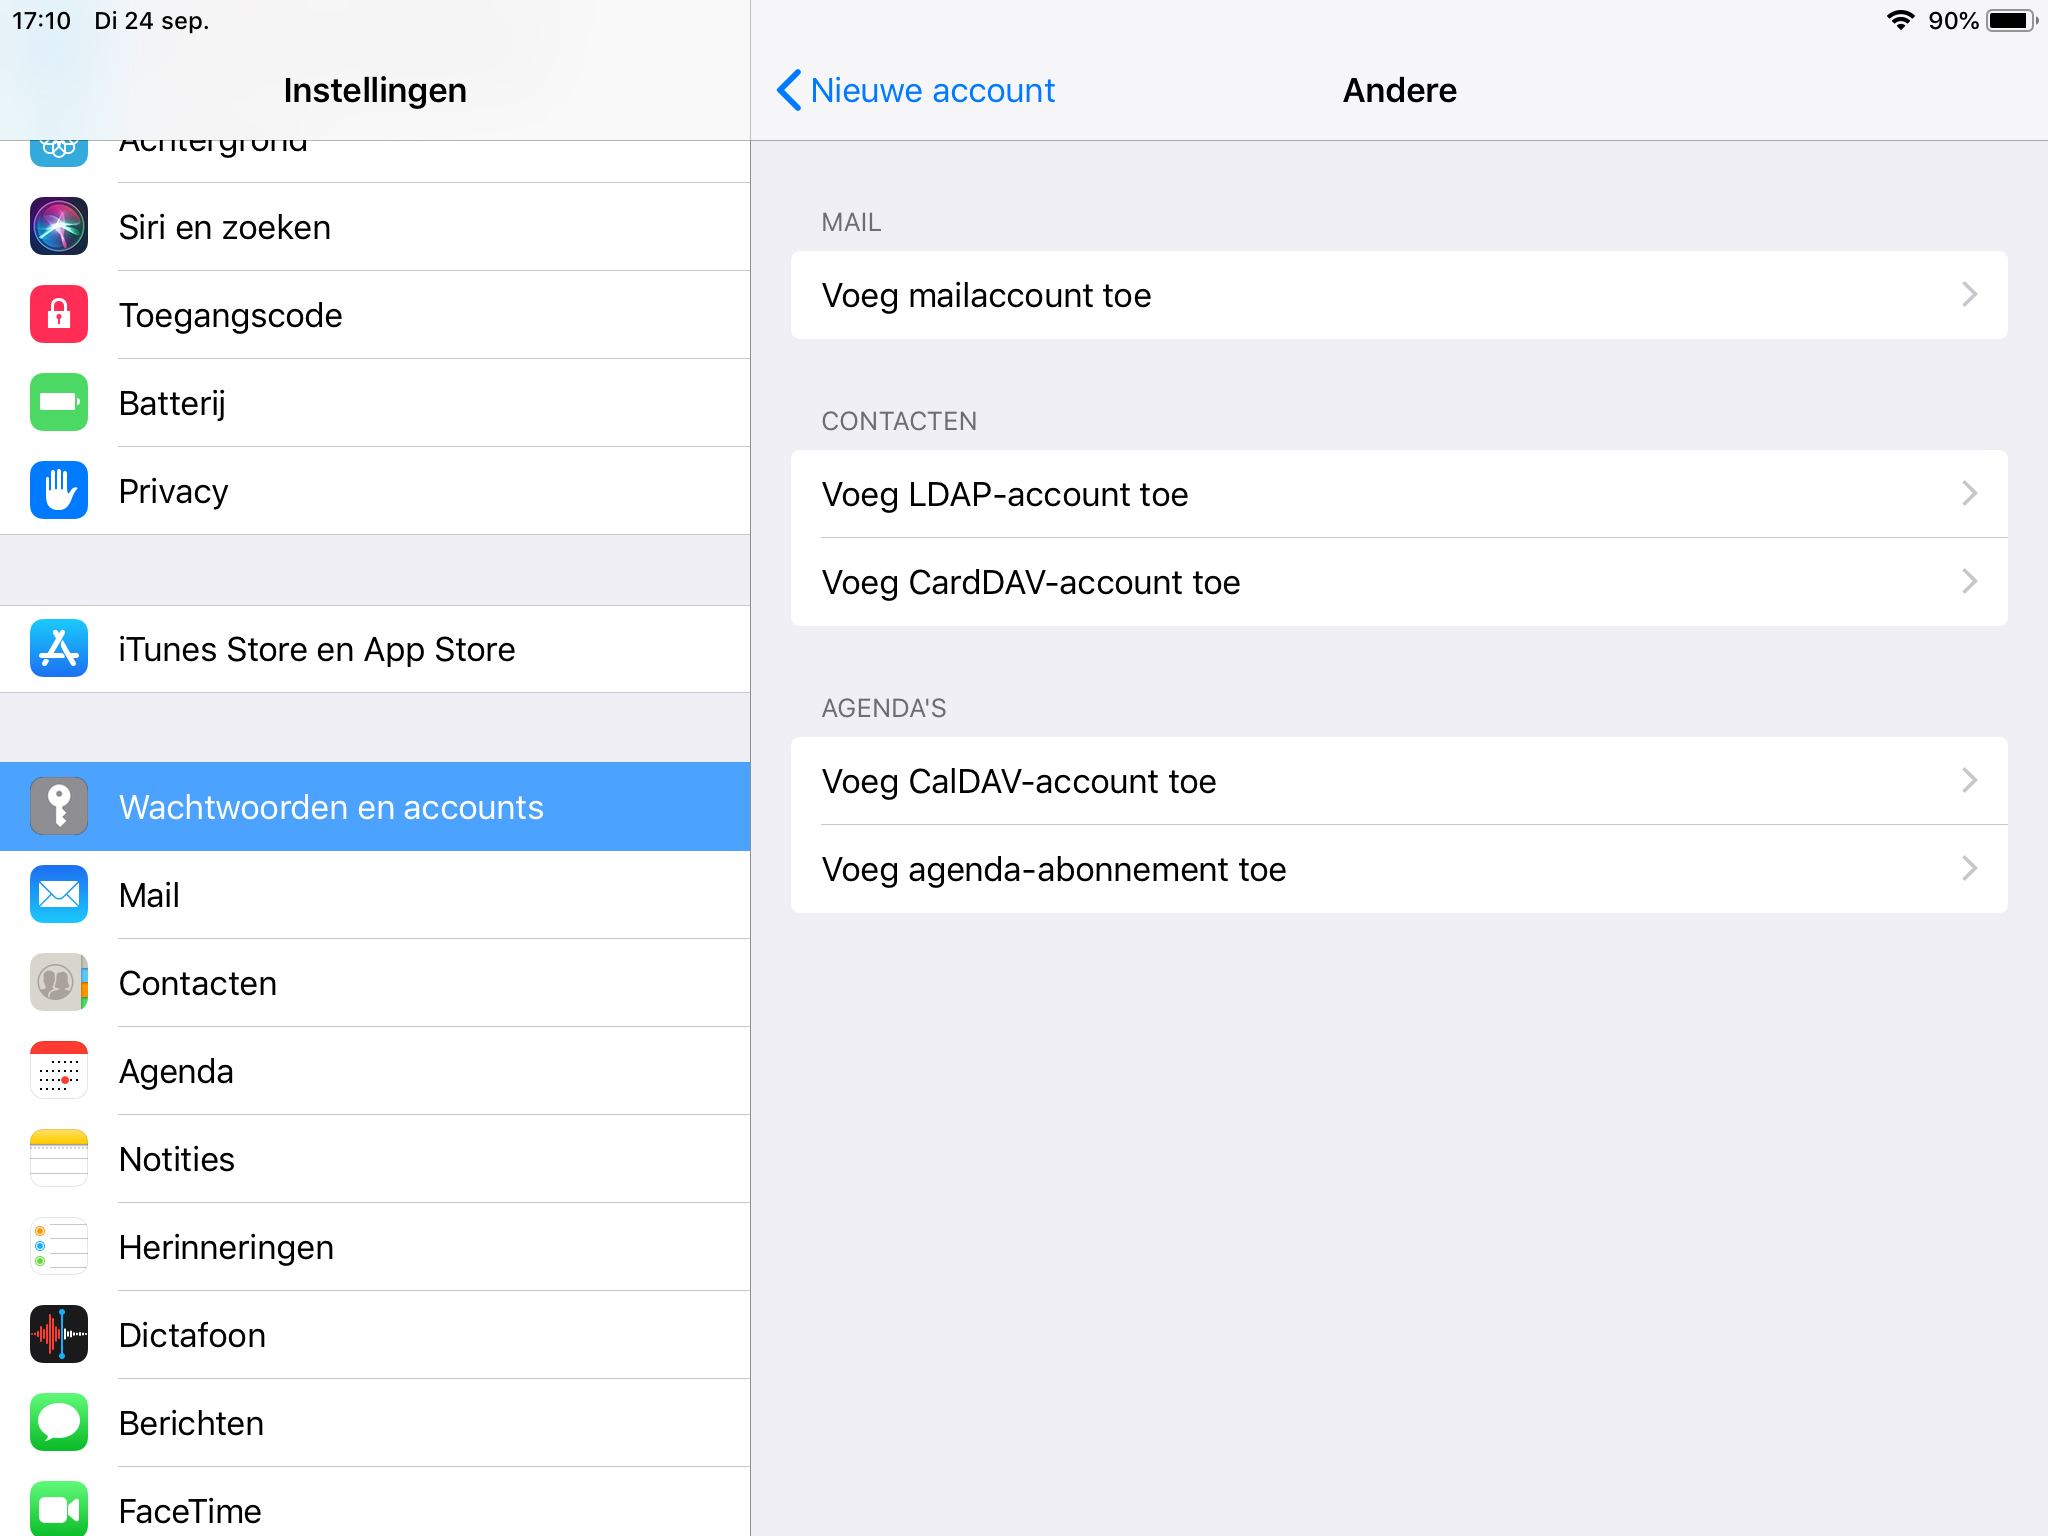 17:10 Di 24 sep.
90%
Instellingen
Achtergrond
Siri en zoeken
Toegangscode
Batterij
Privacy
iTunes Store en App Store
Wachtwoorden en accounts
Mail
Contacten
Agenda
Notities
Herinneringen
Dictafoon
Berichten
FaceTime
Nieuwe account
Andere
MAIL
Voeg mailaccount toe
CONTACTEN
Voeg LDAP-account toe
Voeg CardDAV-account toe
AGENDA'S
Voeg CalDAV-account toe
Voeg agenda-abonnement toe